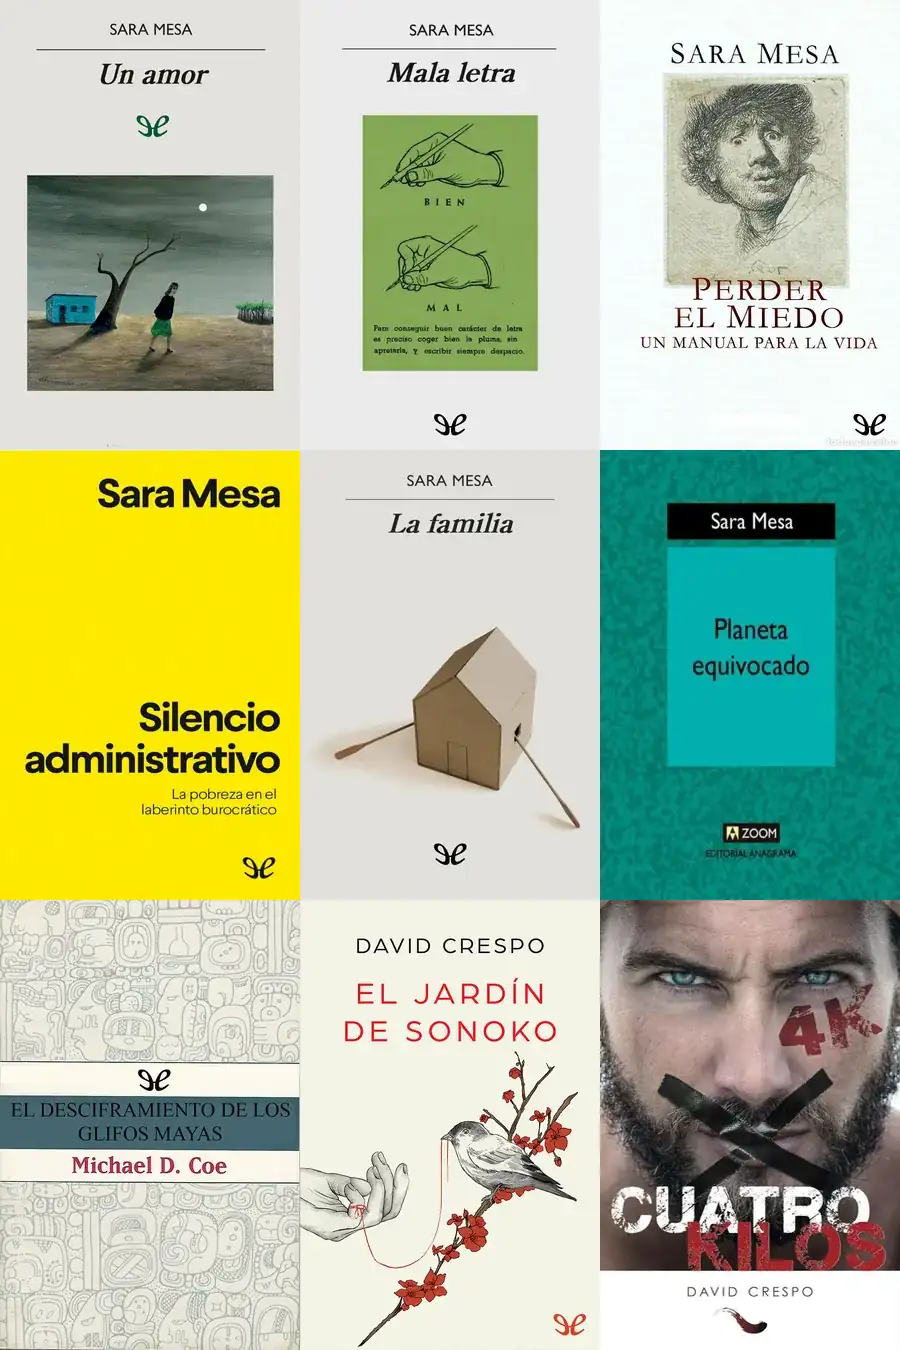 SARA MESA
Un amor
SARA MESA
Mala letra
BIEN
MAL
Para conseguir buen carácter de letra
es preciso coger bien la pluma, sin
apretarla, y escribir siempre despacio.
SARA MESA
PERDER
EL MIEDO
UN MANUAL PARA LA VIDA
Sara Mesa
Silencio
administrativo
La pobreza en el
laberinto burocrático
SARA MESA
La familia
Sara Mesa
Planeta
equivocado
ZOOM
EDITORIAL ANAGRAMA
EL DESCIFRAMIENTO DE LOS
GLIFOS MAYAS
Michael D. Coe
DAVID CRESPO
EL JARDÍN
DE SONOKO
4K
CUATRO
KILOS
DAVID CRESPO